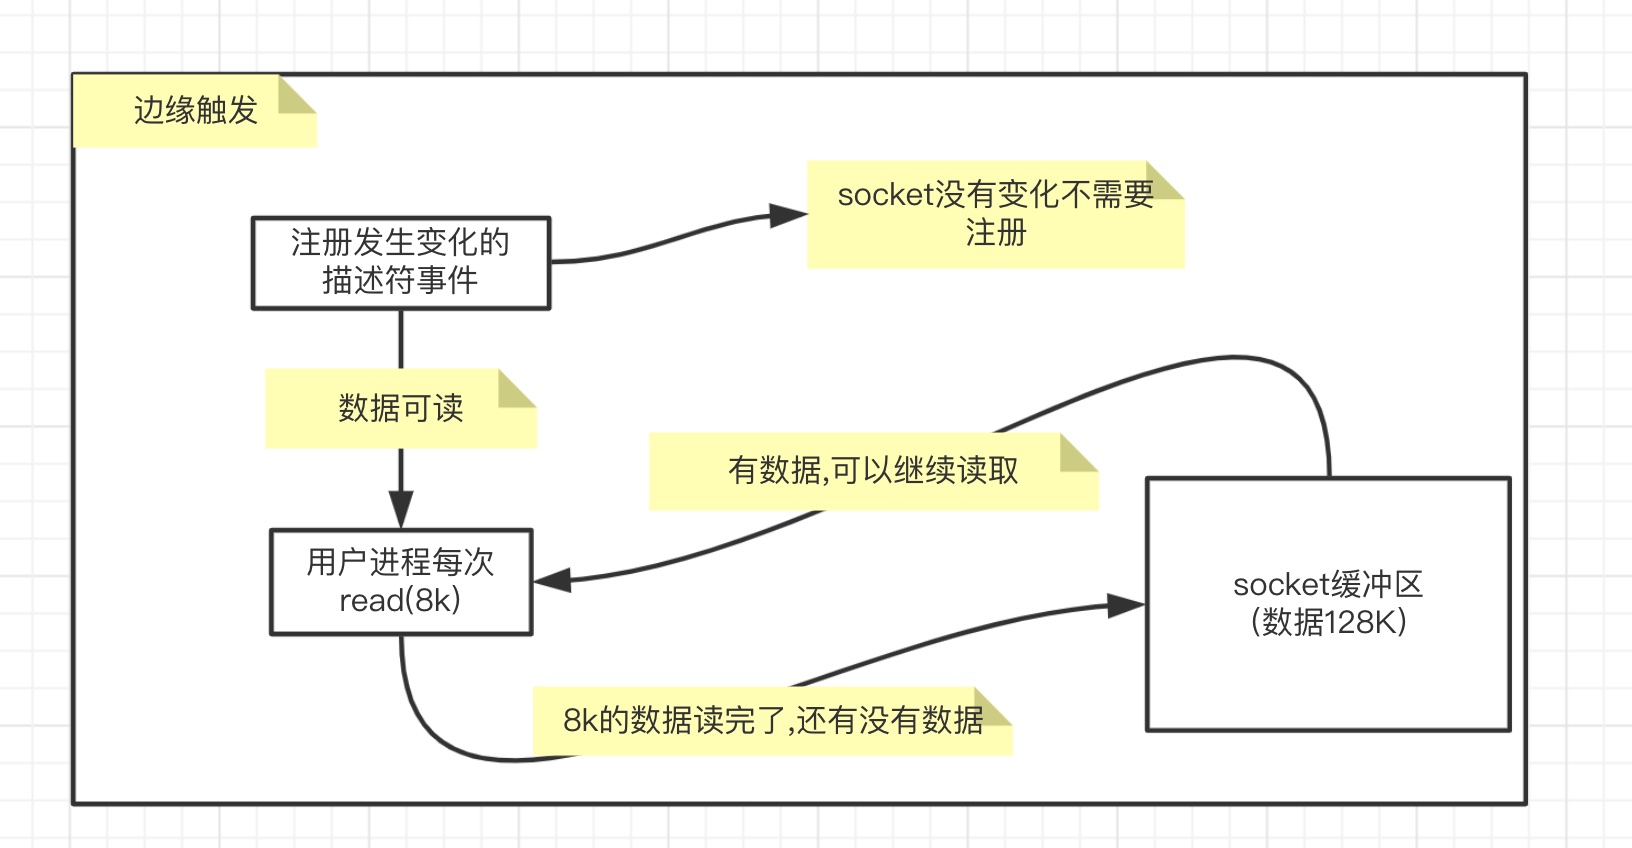 边缘触发
socket没有变化不需要
注册
注册发生变化的
描述符事件
数据可读
有数据,可以继续读取
用户进程每次
read(8k)
socket缓冲区
(数据128K)
8k的数据读完了,还有没有数据